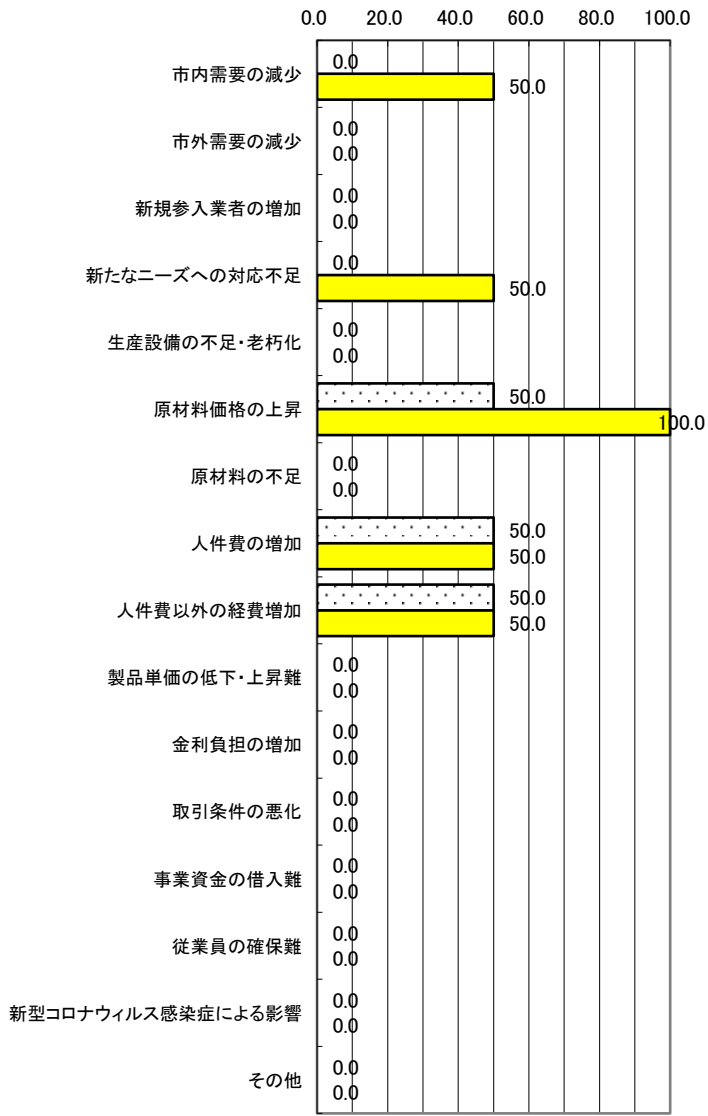 0.0 20.0 40.0 60.0 80.0 100.0
市内需要の減少
0.0
50.0
市外需要の減少
0.0
0.0
新規参入業者の増加
0.0
0.0
新たなニーズへの対応不足
0.0
50.0
生産設備の不足・老朽化
0.0
0.0
原材料価格の上昇
50.0
100.0
原材料の不足
0.0
0.0
人件費の増加
50.0
50.0
人件費以外の経費増加
50.0
50.0
製品単価の低下・上昇難
0.0
0.0
金利負担の増加
0.0
0.0
取引条件の悪化
0.0
0.0
事業資金の借入難
0.0
0.0
従業員の確保難
0.0
0.0
新型コロナウィルス感染症による影響
0.0
0.0
その他
0.0
0.0